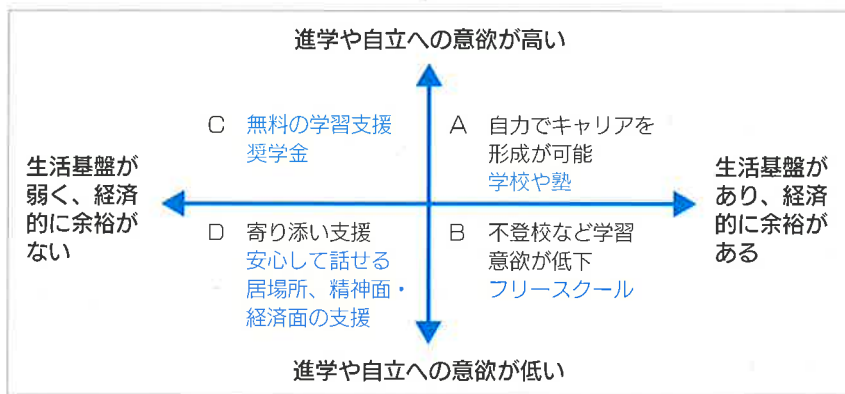 進学や自立への意欲が高い
C 無料の学習支援
奨学金
A 自力でキャリアを
形成が可能
学校や塾
生活基盤が
弱く、経済
的に余裕が
ない
生活基盤が
あり、経済
的に余裕が
ある
D 寄り添い支援
安心して話せる
居場所、精神面・
経済面の支援
B 不登校など学習
意欲が低下
フリースクール
進学や自立への意欲が低い